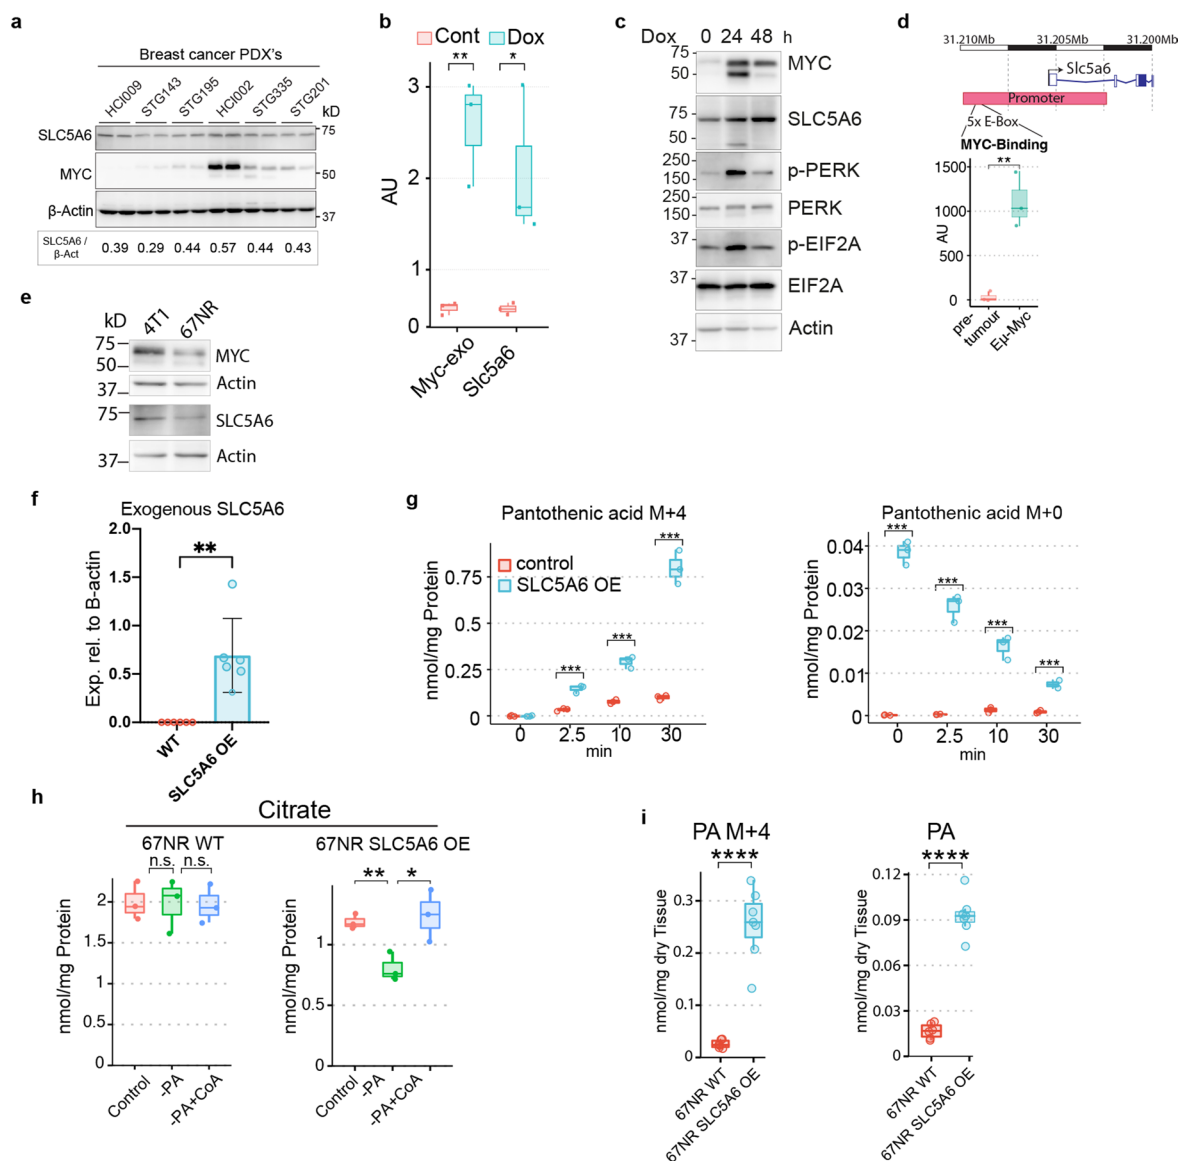 a
Breast cancer PDX's
HCI009
STG143
STG195
HCI002
STG335
STG201
kD
SLC5A6
75
MYC
50
β-Actin
37
SLC5A6 /
β-Act
0.39 0.29 0.44 0.57 0.44 0.43
b
Cont Dox
** *
3
2
1
0
AU
Myc-exo
Slc5a6
c
Dox 0 24 48 h
75
50
MYC
75
50
SLC5A6
250
150
p-PERK
250
150
PERK
37
p-EIF2A
37
EIF2A
37
Actin
d
31.210Mb 31.205Mb 31.200Mb
Slc5a6
Promoter
5x E-Box
MYC-Binding
**
1500
1000
500
0
AU
pre-
tumour
Eμ-Myc
e
kD 4T1 67NR
75
50
MYC
37
Actin
75
SLC5A6
37
Actin
f
Exogenous SLC5A6
**
2.0
1.5
1.0
0.5
0.0
Exp. rel. to B-actin
WT
SLC5A6 OE
g
Pantothenic acid M+4
control
SLC5A6 OE
*** *** ***
0.75
0.5
0.25
0
nmol/mg Protein
0 2.5 10 30
min
Pantothenic acid M+0
*** *** *** ***
0.04
0.03
0.02
0.01
0
nmol/mg Protein
0 2.5 10 30
min
h
Citrate
67NR WT
n.s. n.s.
2
1.5
1
0.5
0
nmol/mg Protein
Control
-PA
-PA+CoA
67NR SLC5A6 OE
** *
1
0.5
0
nmol/mg Protein
Control
-PA
-PA+CoA
i
PA M+4
****
0.3
0.2
0.1
0
nmol/mg dry Tissue
67NR WT
67NR SLC5A6 OE
PA
****
0.12
0.09
0.06
0.03
0
nmol/mg dry Tissue
67NR WT
67NR SLC5A6 OE